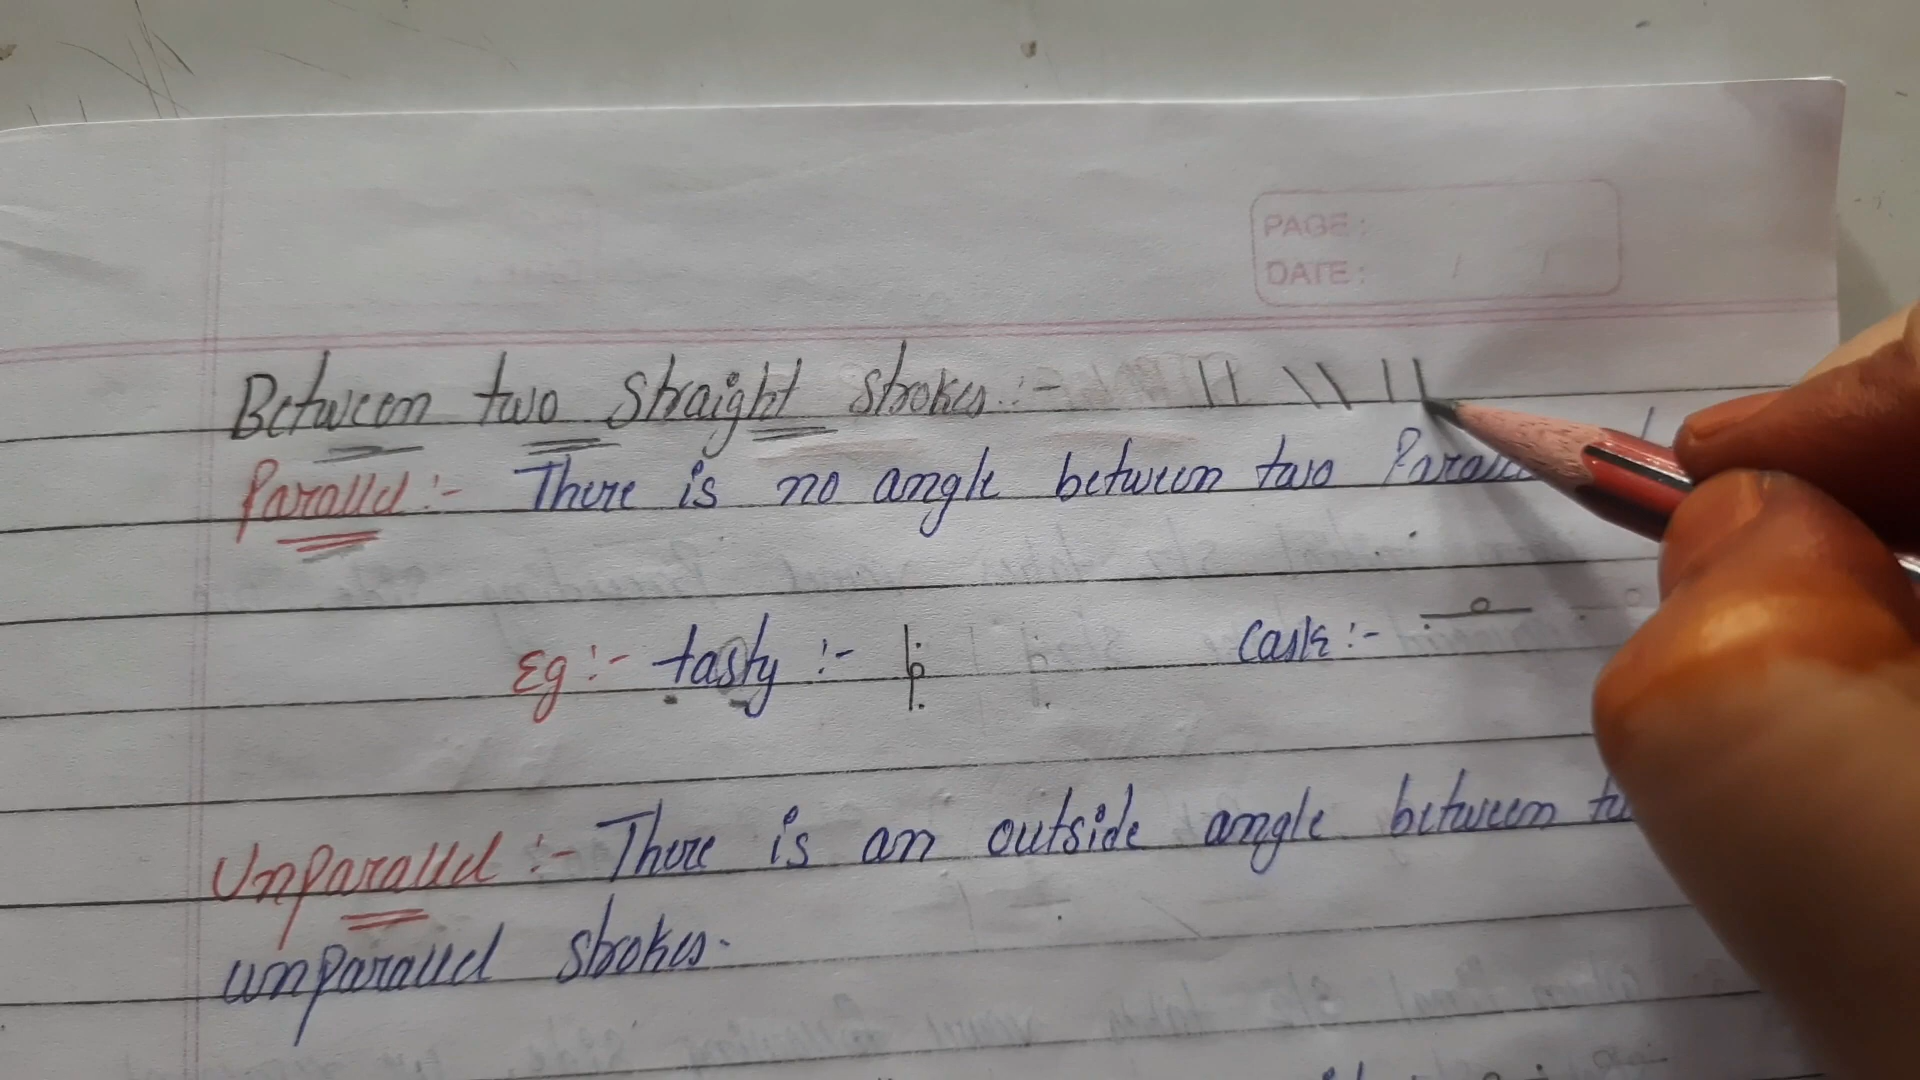 PAGE:
DATE: / /
Between two straight strokes:-
Parallel:- There is no angle between two
Eg:- tasty:- Cask:-
Unparallel:- There is an outside angle between
unparallel strokes.